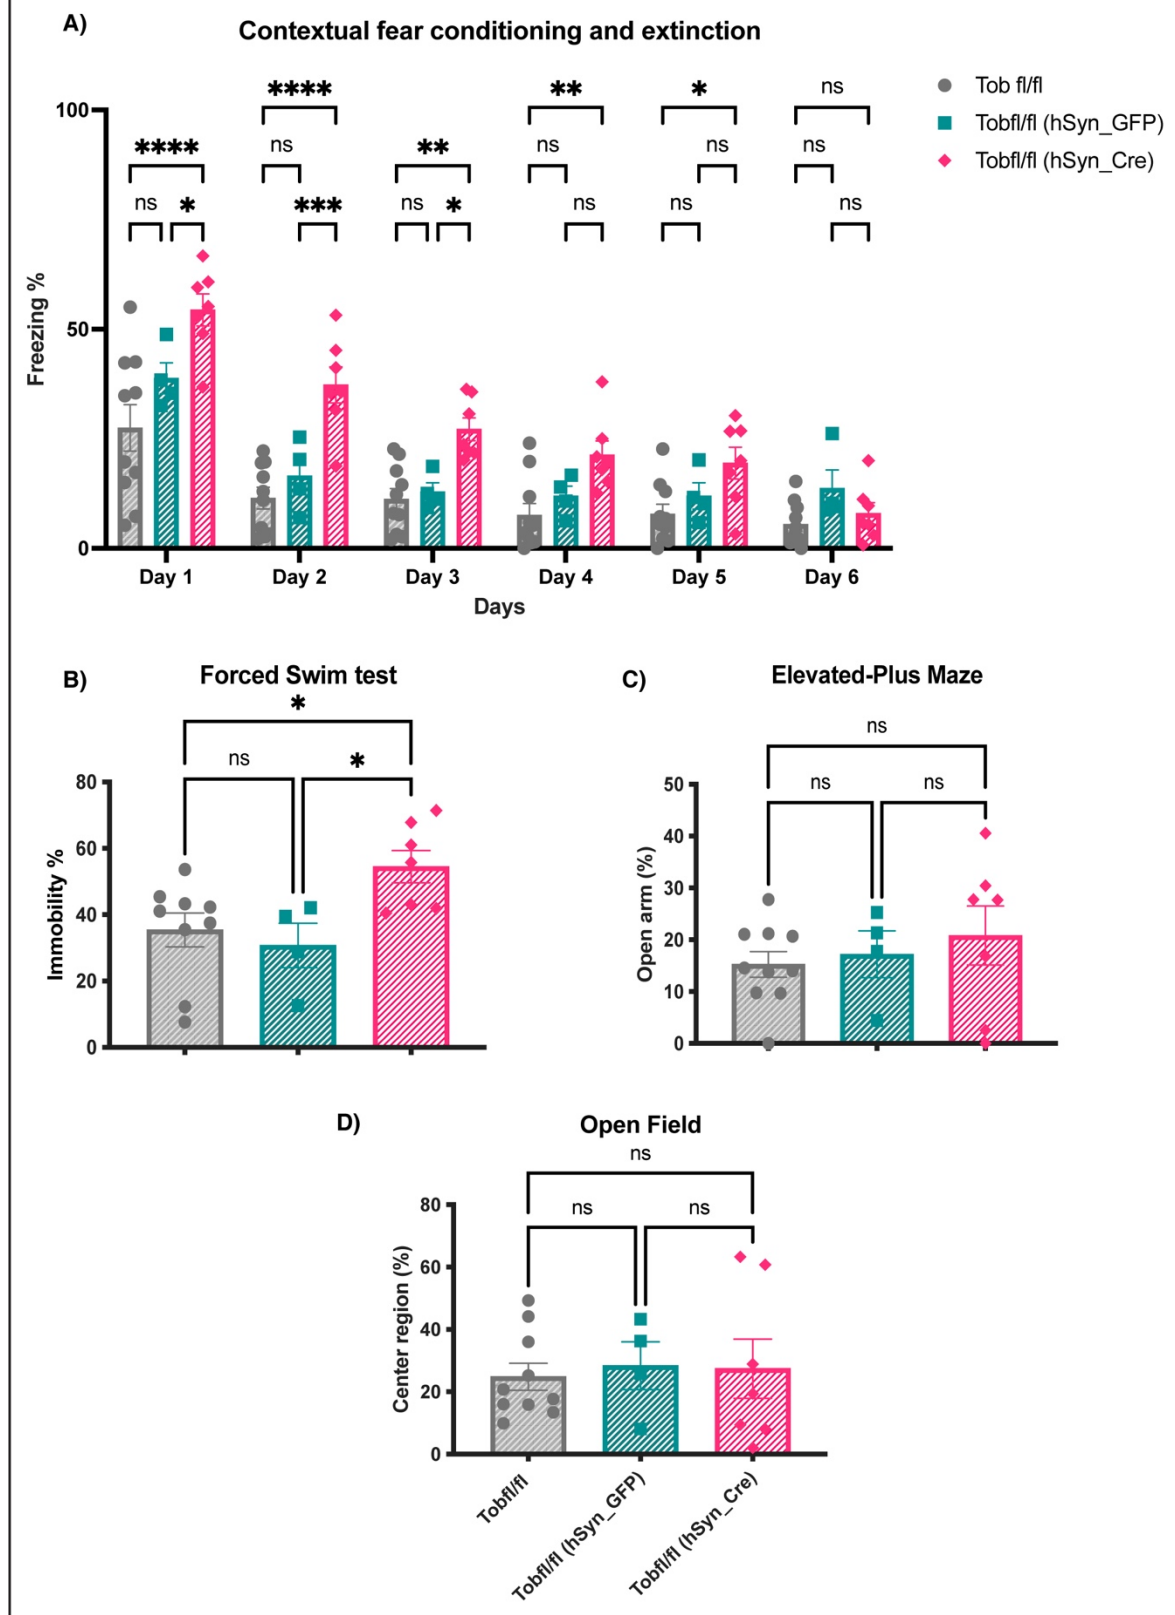 A)
Contextual fear conditioning and extinction
Tob fl/fl
Tobfl/fl (hSyn_GFP)
Tobfl/fl (hSyn_Cre)
**** ** * ns
**** ns ** ns ns ns
ns * *** ns * ns ns ns
100
50
0
Freezing %
Day 1 Day 2 Day 3 Day 4 Day 5 Day 6
Days
B)
Forced Swim test
*
ns *
80
60
40
20
0
Immobility %
C)
Elevated-Plus Maze
ns
ns ns
50
40
30
20
10
0
Open arm (%)
D)
Open Field
ns
ns ns
80
60
40
20
0
Center region (%)
Tobfl/fl
Tobfl/fl (hSyn_GFP)
Tobfl/fl (hSyn_Cre)